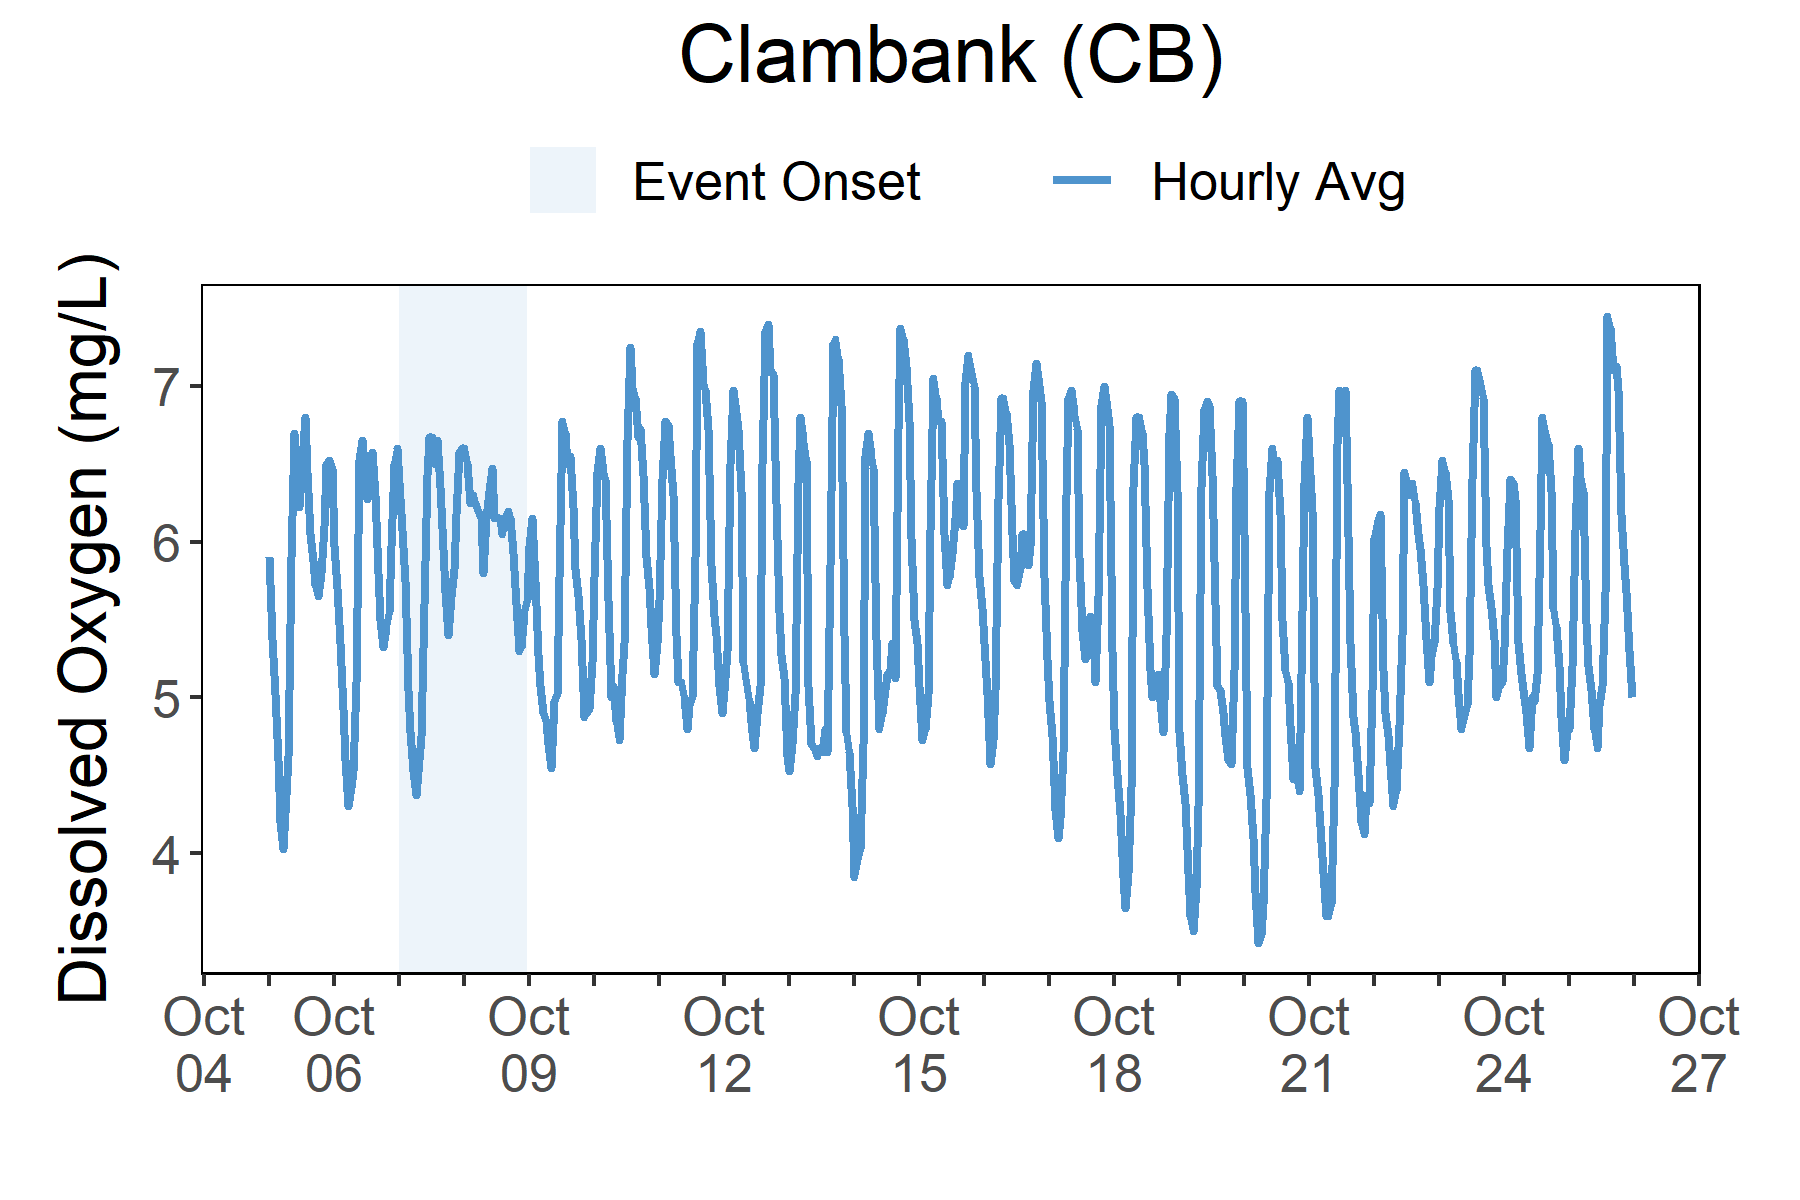 Clambank (CB)
Event Onset
Hourly Avg
Dissolved Oxygen (mg/L)
7
6
5
4
Oct 04
Oct 06
Oct 09
Oct 12
Oct 15
Oct 18
Oct 21
Oct 24
Oct 27